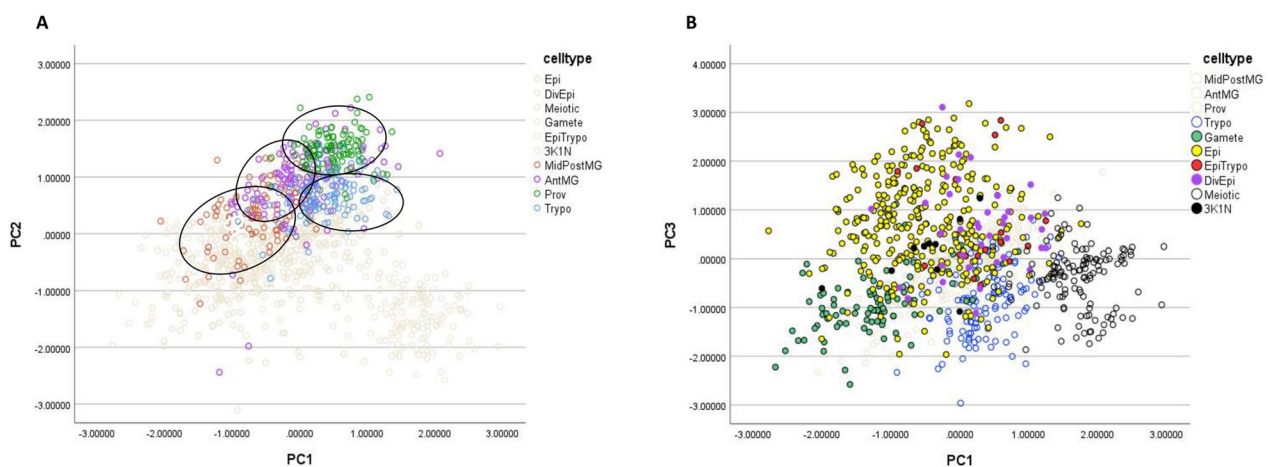 A
3.00000
2.00000
1.00000
.00000
-1.00000
-2.00000
-3.00000
PC2
-3.00000 -2.00000 -1.00000 .00000 1.00000 2.00000 3.00000
PC1
celltype
Epi
DivEpi
Meiotic
Gamete
EpiTrypo
3K1N
MidPostMG
AntMG
Prov
Trypo
B
4.00000
3.00000
2.00000
1.00000
.00000
-1.00000
-2.00000
-3.00000
PC3
-3.00000 -2.00000 -1.00000 .00000 1.00000 2.00000 3.00000
PC1
celltype
MidPostMG
AntMG
Prov
Trypo
Gamete
Epi
EpiTrypo
DivEpi
Meiotic
3K1N